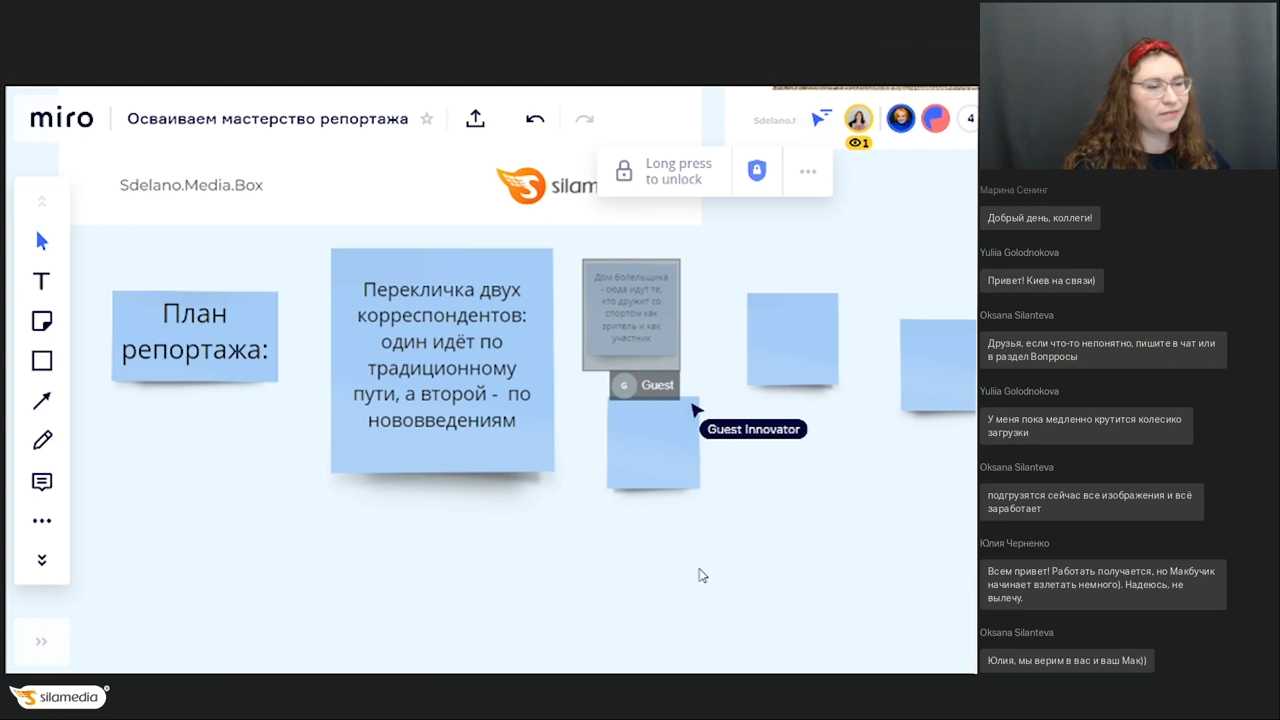 miro
Осваиваем мастерство репортажа
4
1
Long press
to unlock
Sdelano.Media.Box
План
репортажа:
Перекличка двух
корреспондентов:
один идёт по
традиционному
пути, а второй - по
нововведениям
Дом болельщика
- сюда идут те,
кто дружит со
спортом как
зритель и как
участник
G Guest
Guest Innovator
T
silamedia
Марина Сенинг
Добрый день, коллеги!
Yuliia Golodnokova
Привет! Киев на связи)
Oksana Silanteva
Друзья, если что-то непонятно, пишите в чат или
в раздел Вопрросы
Yuliia Golodnokova
У меня пока медленно крутится колесико
загрузки
Oksana Silanteva
подгрузятся сейчас все изображения и всё
заработает
Юлия Черненко
Всем привет! Работать получается, но Макбучик
начинает взлетать немного). Надеюсь, не
вылечу.
Oksana Silanteva
Юлия, мы верим в вас и ваш Мак))